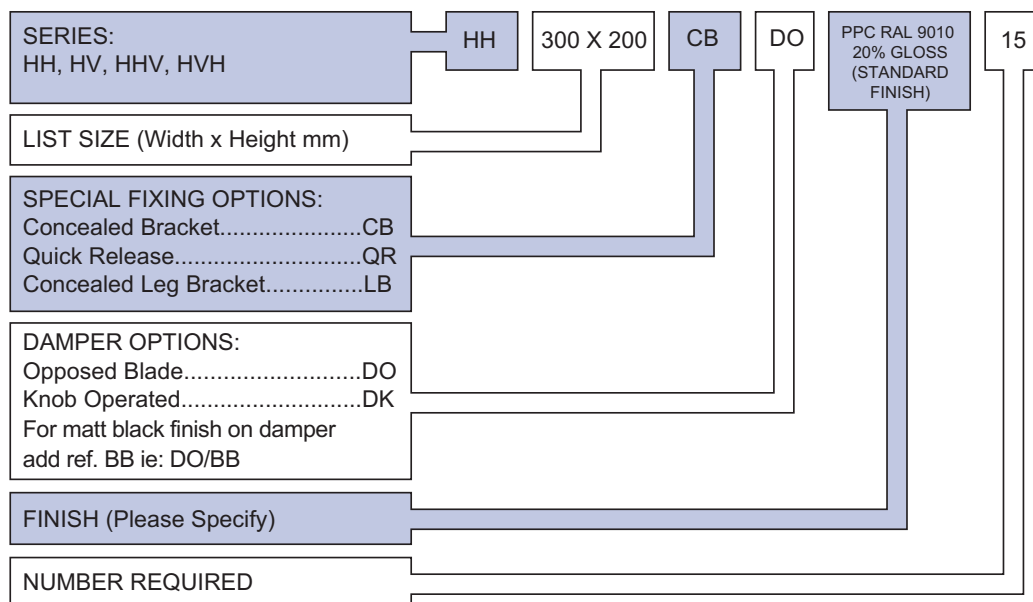 SERIES:
HH, HV, HHV, HVH
HH
300 X 200
CB
DO
PPC RAL 9010
20% GLOSS
(STANDARD
FINISH)
15
LIST SIZE (Width x Height mm)
SPECIAL FIXING OPTIONS:
Concealed Bracket......................CB
Quick Release.............................QR
Concealed Leg Bracket...............LB
DAMPER OPTIONS:
Opposed Blade...........................DO
Knob Operated............................DK
For matt black finish on damper
add ref. BB ie: DO/BB
FINISH (Please Specify)
NUMBER REQUIRED